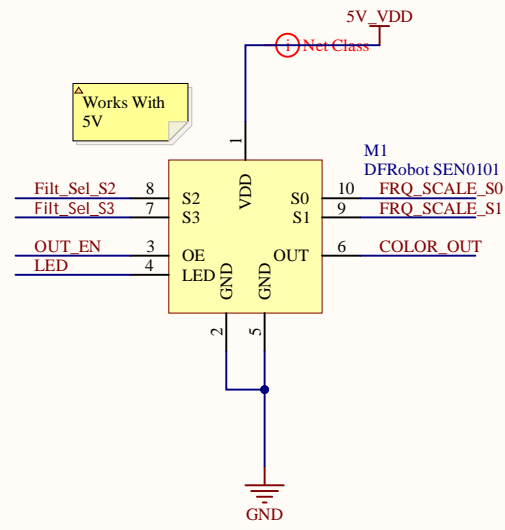 5V_VDD
i Net Class
Works With
5V
1
M1
DFRobot SEN0101
VDD
Filt_Sel_S2 8 S2 S0 10 FRQ_SCALE_S0
Filt_Sel_S3 7 S3 S1 9 FRQ_SCALE_S1
OUT_EN 3 OE OUT 6 COLOR_OUT
LED 4 LED
GND GND
2 5
GND